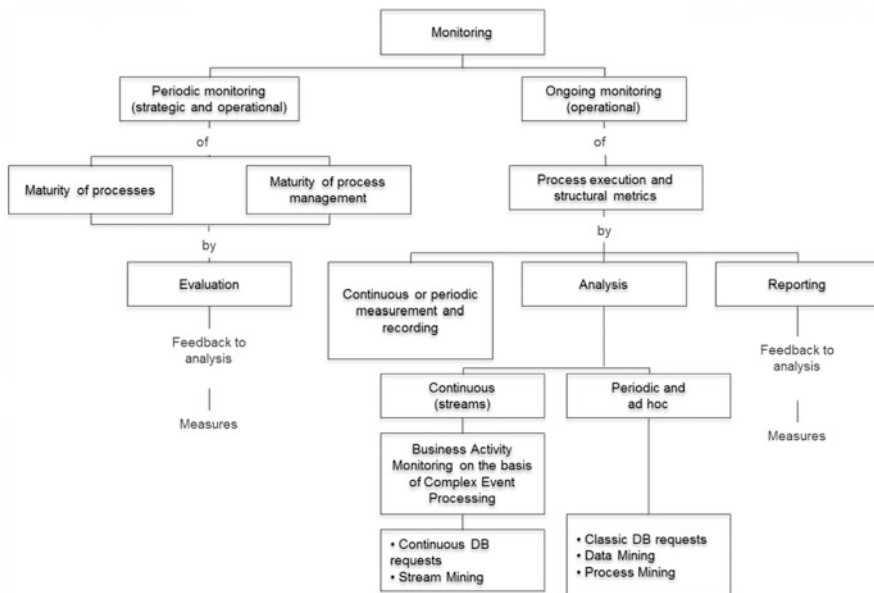 Monitoring
Periodic monitoring
(strategic and operational)
Ongoing monitoring
(operational)
of
of
Maturity of processes
Maturity of process
management
Process execution and
structural metrics
by
by
Evaluation
Continuous or periodic
measurement and
recording
Analysis
Reporting
Feedback to
analysis
Feedback to
analysis
Continuous
(streams)
Periodic and
ad hoc
Measures
Measures
Business Activity
Monitoring on the basis
of Complex Event
Processing
• Continuous DB
requests
• Stream Mining
• Classic DB requests
• Data Mining
• Process Mining